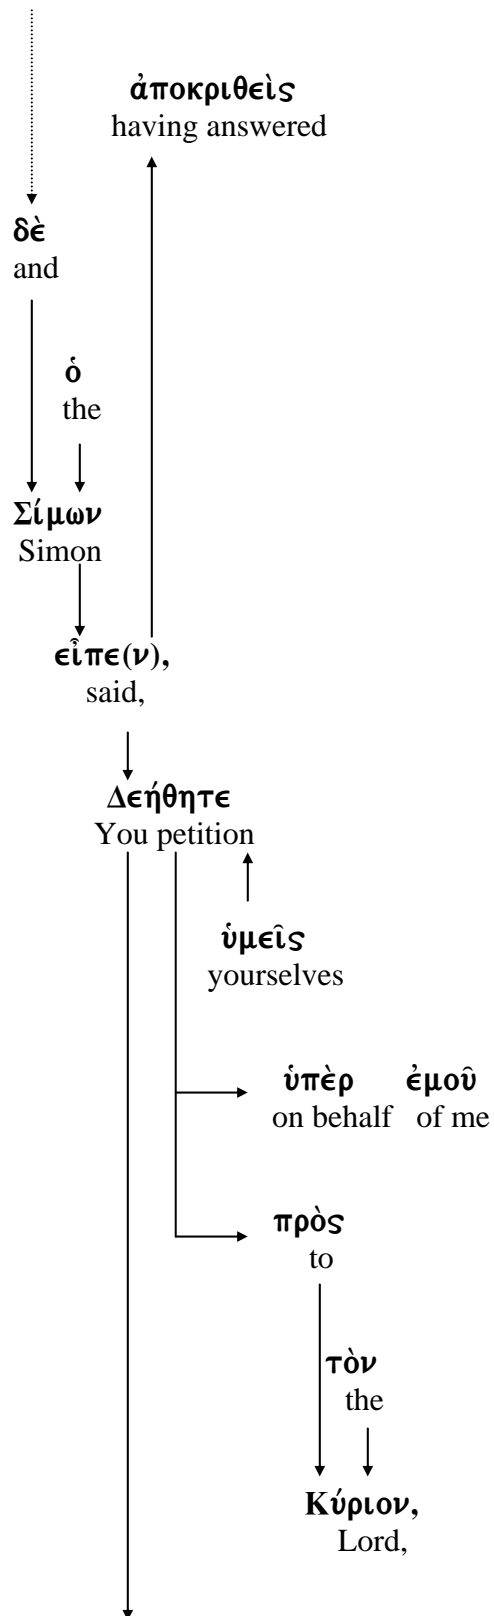 ἀποκριθεὶς
having answered
δὲ
and
ὁ
the
Σίμων
Simon
εἶπε(ν),
said,
Δεήθητε
You petition
ὑμεῖς
yourselves
ὑπὲρ ἐμοῦ
on behalf of me
πρὸς
to
τὸν
the
Κύριον,
Lord,